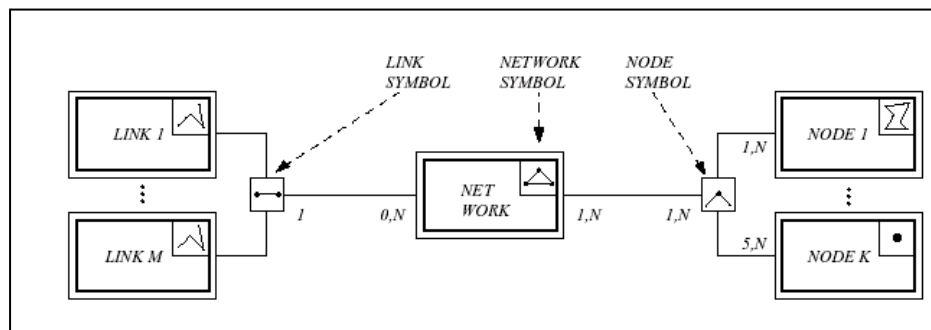 LINK
SYMBOL
NETWORK
SYMBOL
NODE
SYMBOL
LINK 1
NODE 1
1,N
NET
WORK
1
0,N
1,N
1,N
LINK M
5,N
NODE K